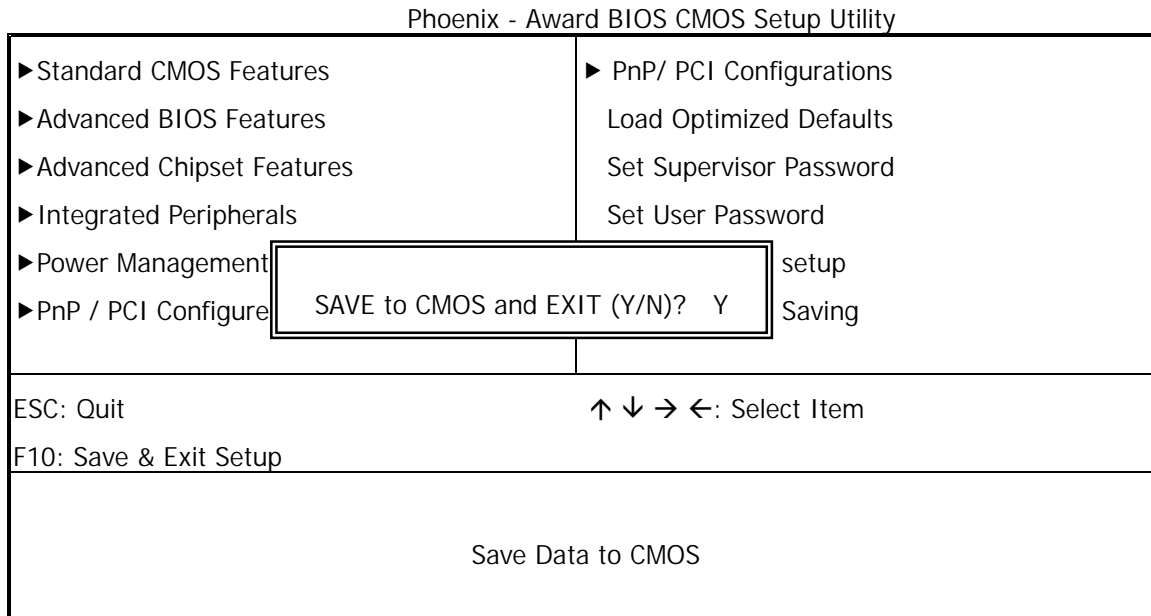 Phoenix - Award BIOS CMOS Setup Utility
▶Standard CMOS Features
▶Advanced BIOS Features
▶Advanced Chipset Features
▶Integrated Peripherals
▶Power Management
▶PnP / PCI Configure
▶ PnP/ PCI Configurations
Load Optimized Defaults
Set Supervisor Password
Set User Password
setup
Saving
SAVE to CMOS and EXIT (Y/N)? Y
ESC: Quit
↑ ↓ → ←: Select Item
F10: Save & Exit Setup
Save Data to CMOS